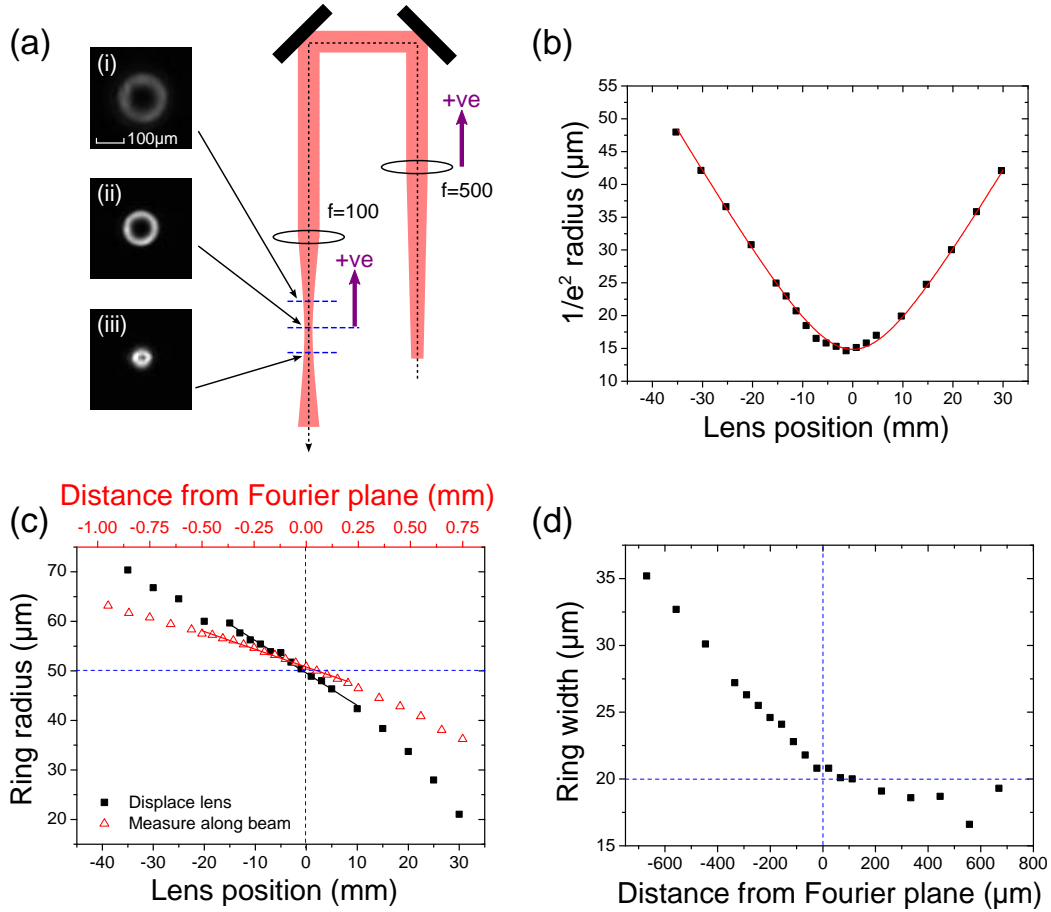 (a)
(i)
100µm
(ii)
(iii)
+ve
f=500
f=100
+ve
(b)
1/e² radius (µm)
55
50
45
40
35
30
25
20
15
10
-40 -30 -20 -10 0 10 20 30
Lens position (mm)
(c)
Distance from Fourier plane (mm)
-1.00 -0.75 -0.50 -0.25 0.00 0.25 0.50 0.75
Ring radius (µm)
70
60
50
40
30
20
Displace lens
Measure along beam
-40 -30 -20 -10 0 10 20 30
Lens position (mm)
(d)
Ring width (µm)
35
30
25
20
15
-600 -400 -200 0 200 400 600 800
Distance from Fourier plane (µm)